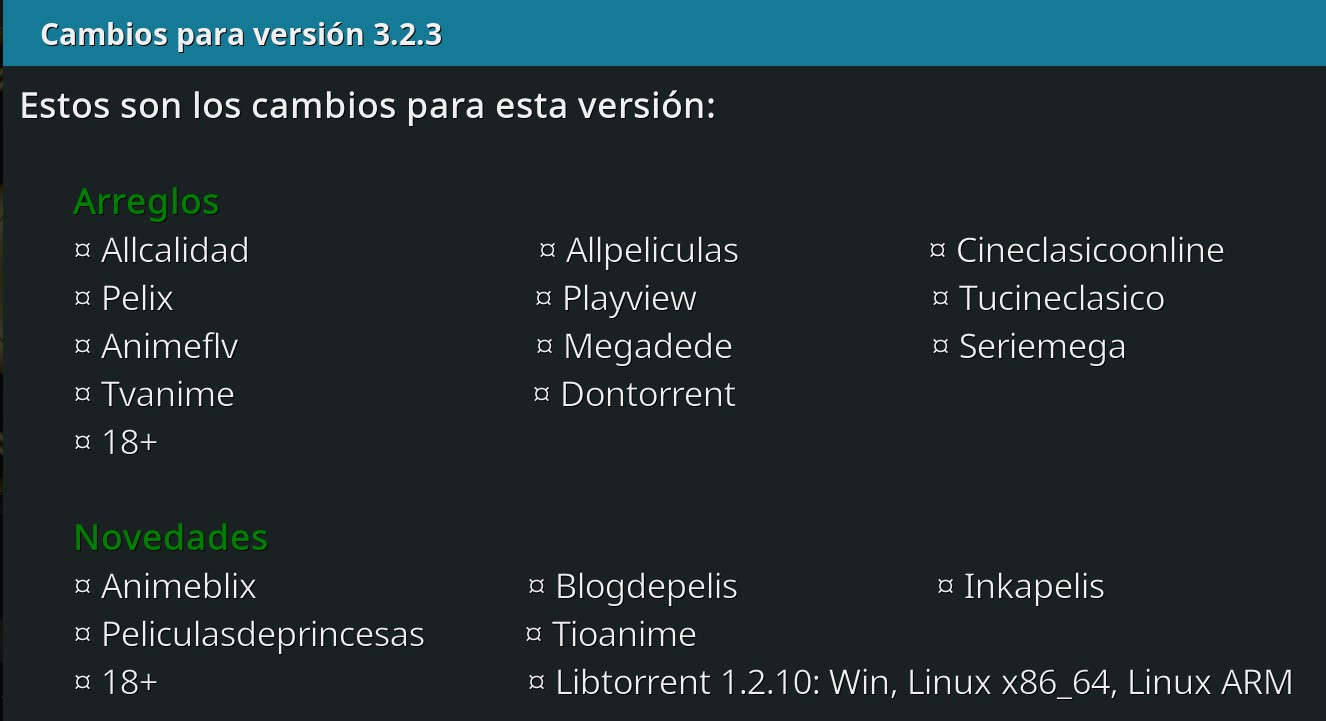 Cambios para versión 3.2.3
Estos son los cambios para esta versión:
Arreglos
¤ Allcalidad ¤ Allpeliculas ¤ Cineclasicoonline
¤ Pelix ¤ Playview ¤ Tucineclasico
¤ Animeflv ¤ Megadede ¤ Seriemega
¤ Tvanime ¤ Dontorrent
¤ 18+
Novedades
¤ Animeblix ¤ Blogdepelis ¤ Inkapelis
¤ Peliculasdeprincesas ¤ Tioanime
¤ 18+ ¤ Libtorrent 1.2.10: Win, Linux x86_64, Linux ARM